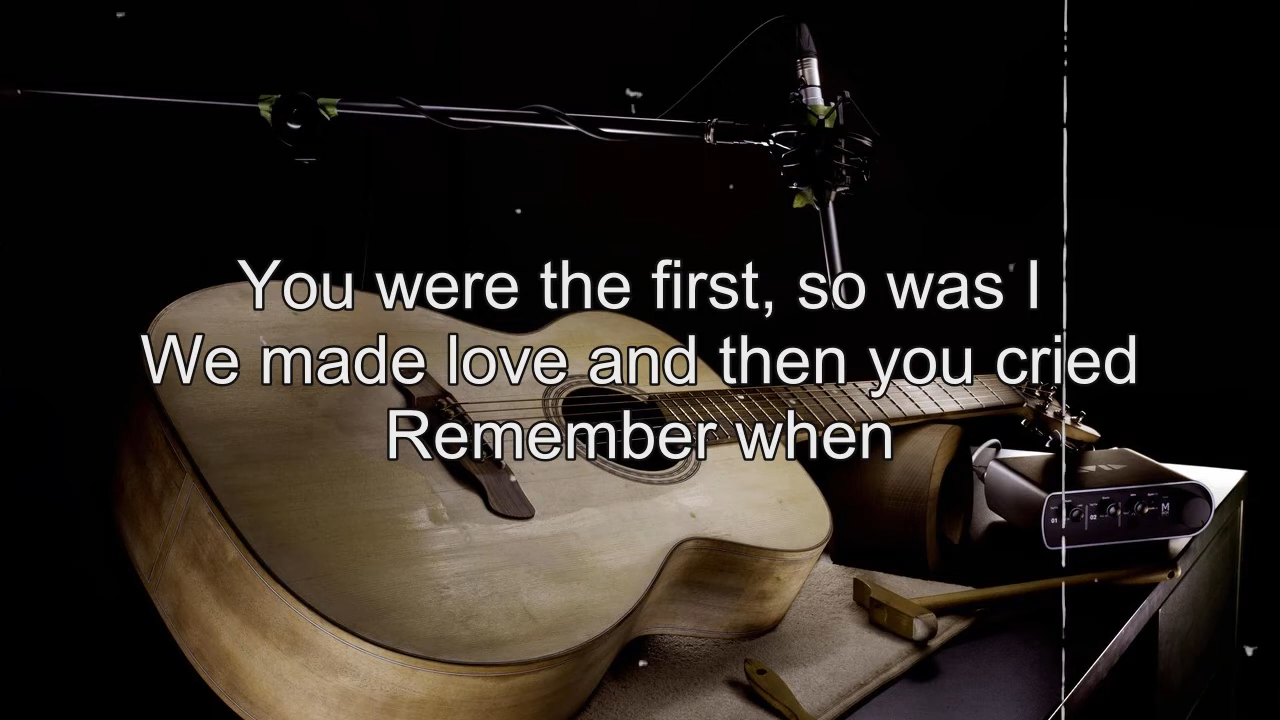 You were the first, so was I
We made love and then you cried
Remember when